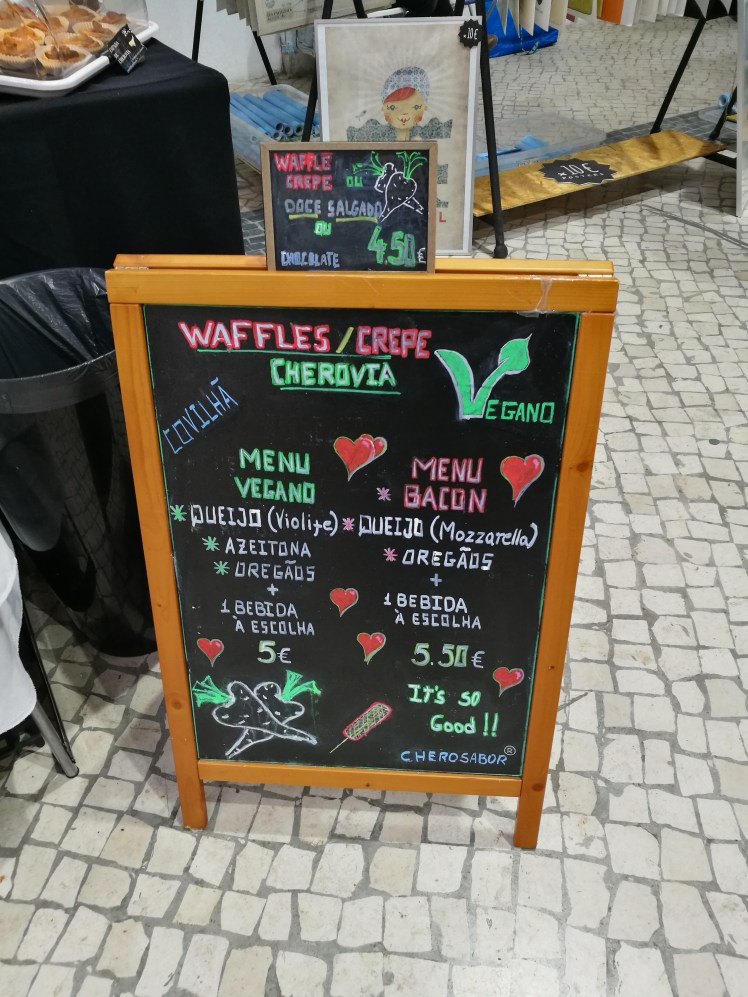 x10€
WAFFLE
CREPE OU
DOCE SALGADO
OU
CHOCOLATE 4.50€
x10€
WAFFLES / CREPE
CHEROVIA
VEGANO
COVILHÃ
MENU
VEGANO
* QUEIJO (Violife)
* AZEITONA
* OREGÃOS
+
1 BEBIDA
À ESCOLHA
5€
MENU
* BACON
* QUEIJO (Mozzarella)
* OREGÃOS
+
1 BEBIDA
À ESCOLHA
5.50€
It's so
Good!!
CHEROSABOR®